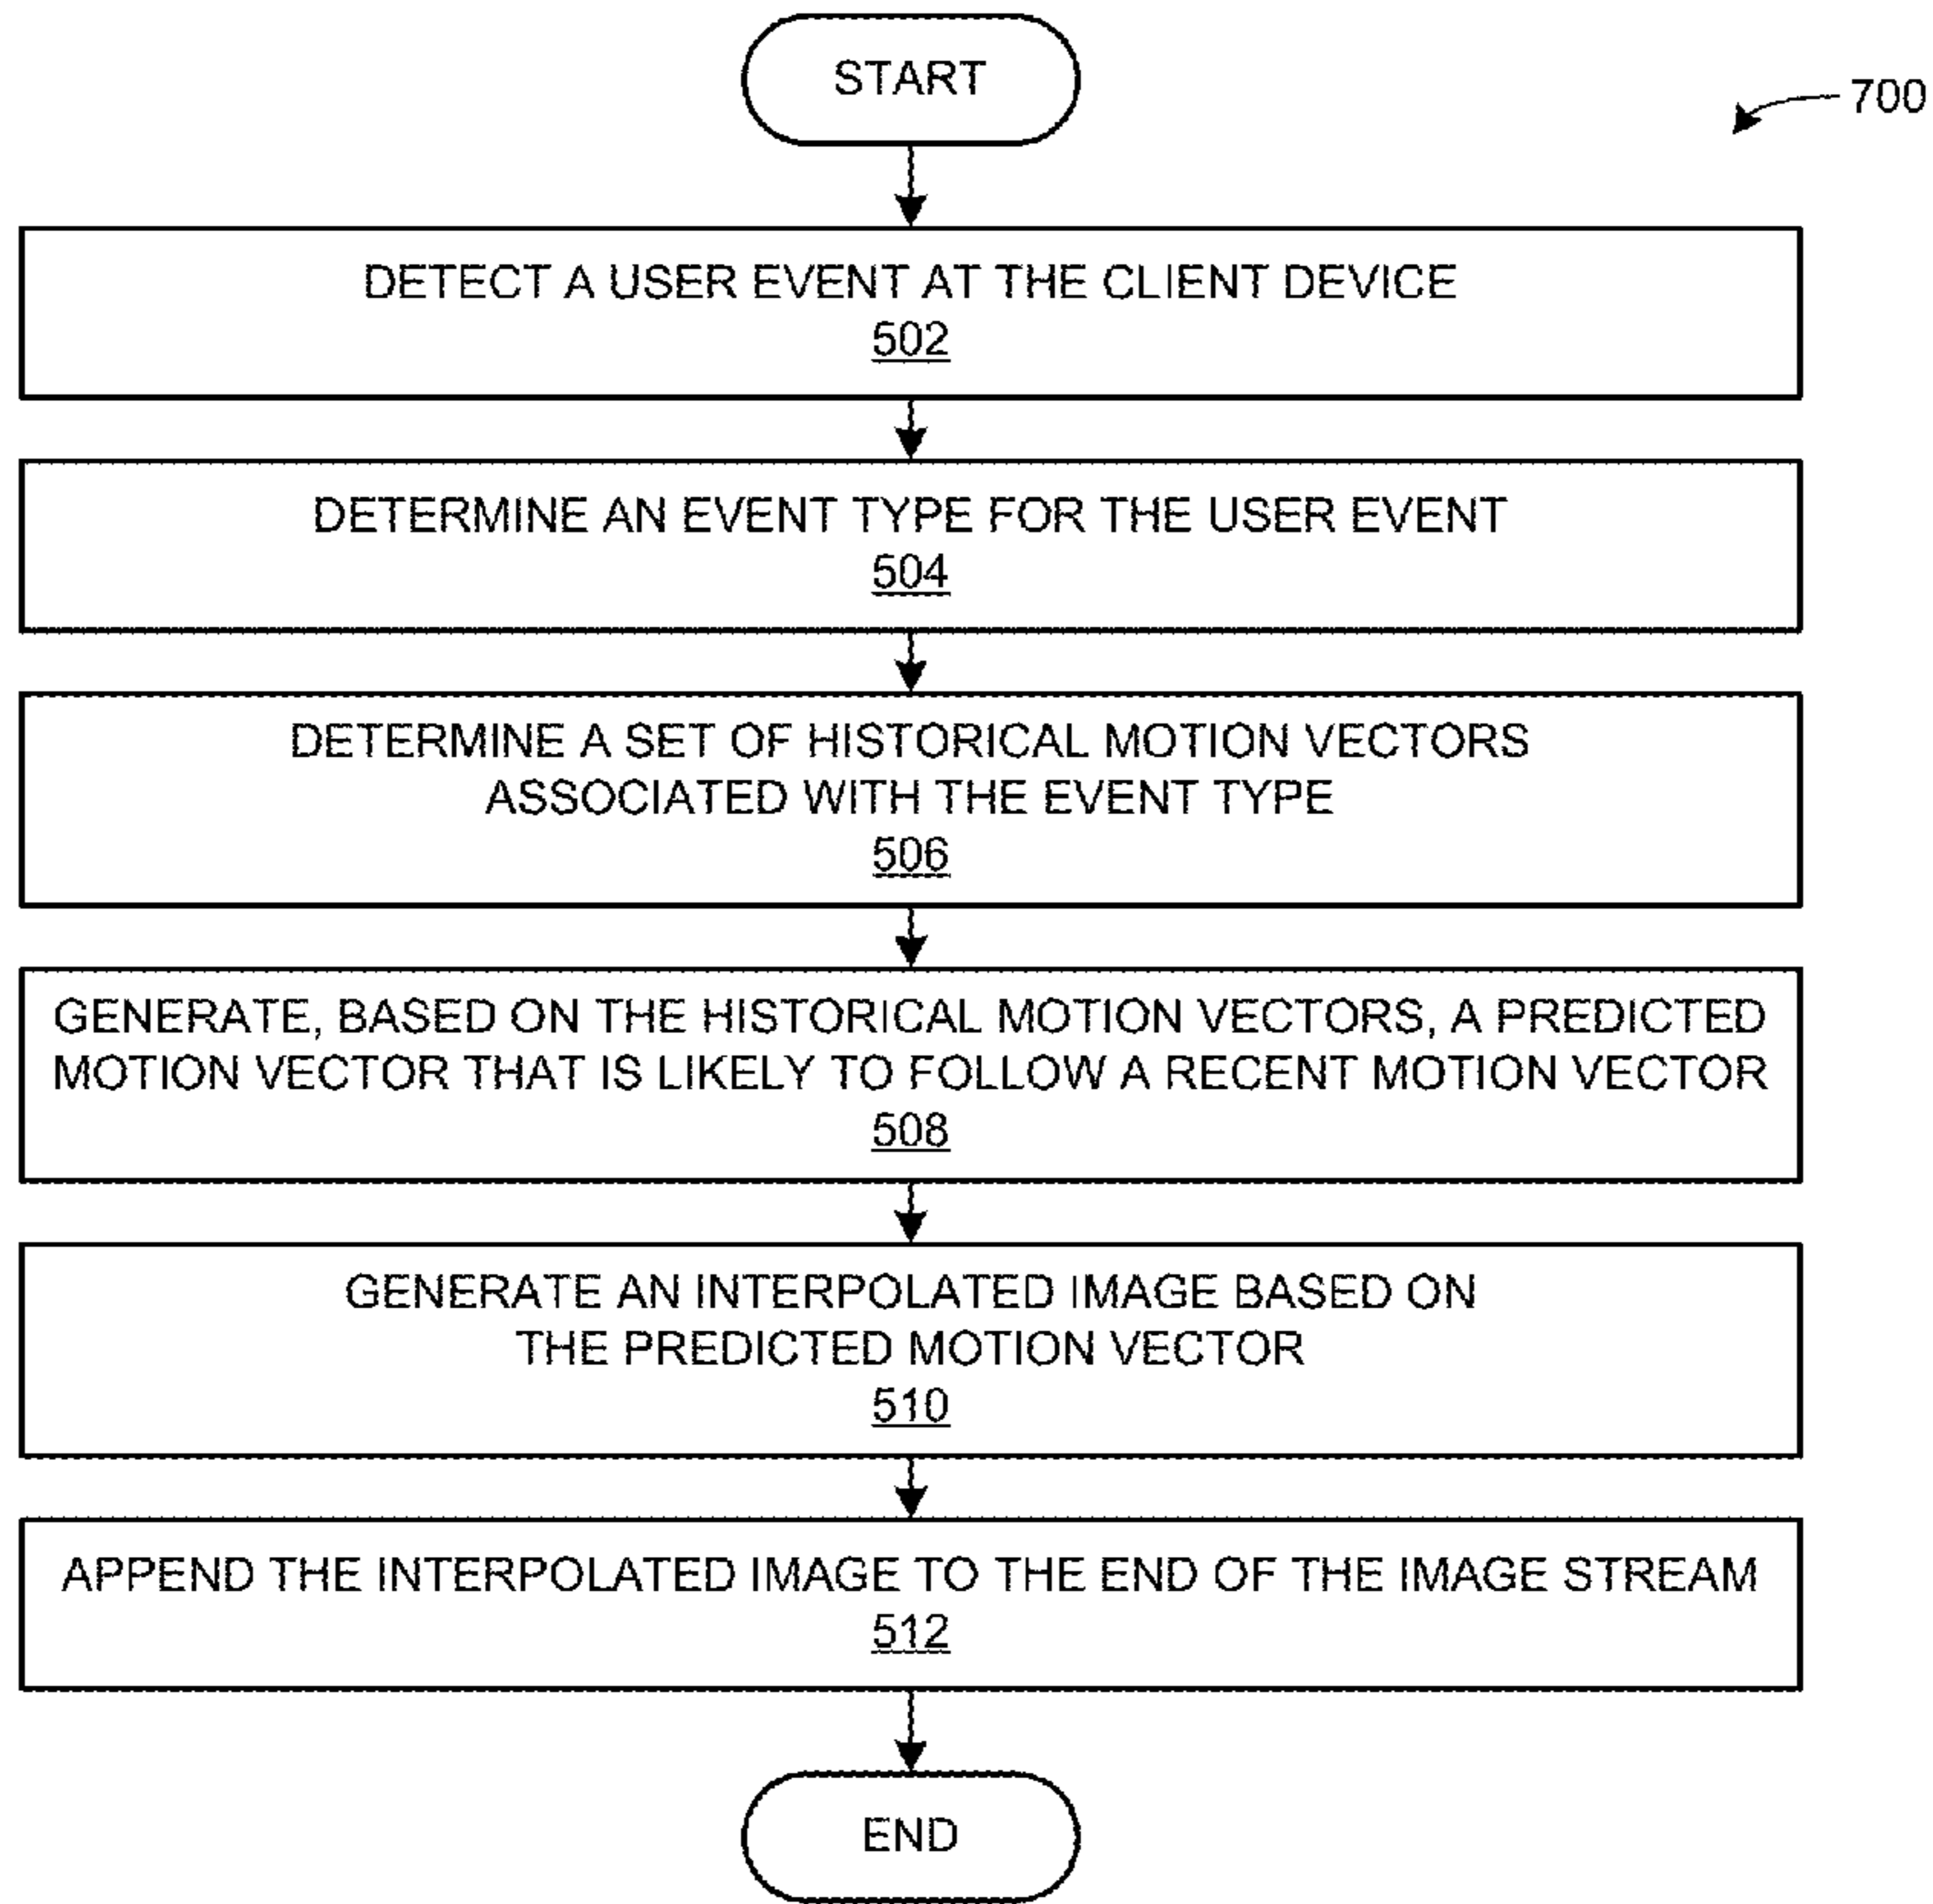 START
700
DETECT A USER EVENT AT THE CLIENT DEVICE
502
DETERMINE AN EVENT TYPE FOR THE USER EVENT
504
DETERMINE A SET OF HISTORICAL MOTION VECTORS
ASSOCIATED WITH THE EVENT TYPE
506
GENERATE, BASED ON THE HISTORICAL MOTION VECTORS, A PREDICTED
MOTION VECTOR THAT IS LIKELY TO FOLLOW A RECENT MOTION VECTOR
508
GENERATE AN INTERPOLATED IMAGE BASED ON
THE PREDICTED MOTION VECTOR
510
APPEND THE INTERPOLATED IMAGE TO THE END OF THE IMAGE STREAM
512
END